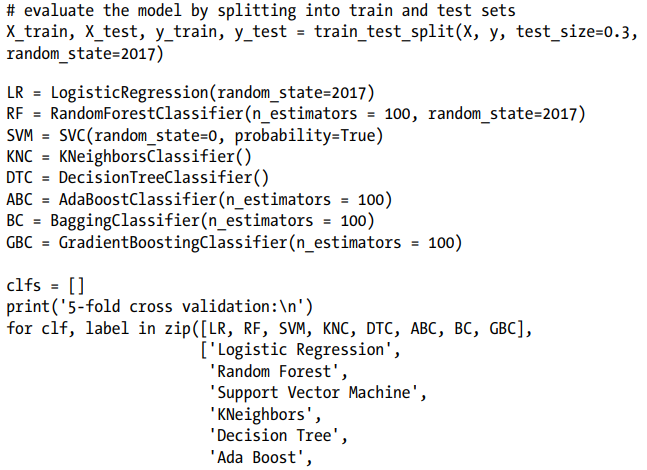 # evaluate the model by splitting into train and test sets
X_train, X_test, y_train, y_test = train_test_split(X, y, test_size=0.3,
random_state=2017)

LR = LogisticRegression(random_state=2017)
RF = RandomForestClassifier(n_estimators = 100, random_state=2017)
SVM = SVC(random_state=0, probability=True)
KNC = KNeighborsClassifier()
DTC = DecisionTreeClassifier()
ABC = AdaBoostClassifier(n_estimators = 100)
BC = BaggingClassifier(n_estimators = 100)
GBC = GradientBoostingClassifier(n_estimators = 100)

clfs = []
print('5-fold cross validation:\n')
for clf, label in zip([LR, RF, SVM, KNC, DTC, ABC, BC, GBC],
                      ['Logistic Regression',
                       'Random Forest',
                       'Support Vector Machine',
                       'KNeighbors',
                       'Decision Tree',
                       'Ada Boost',